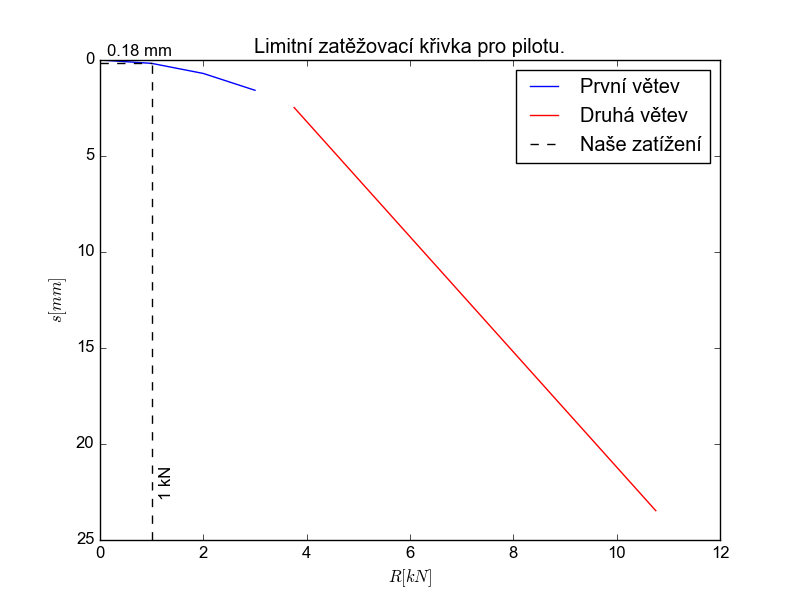 Limitní zatěžovací křivka pro pilotu.
0.18 mm
První větev
Druhá větev
Naše zatížení
0
5
10
15
20
25
s[mm]
1 kN
0
2
4
6
8
10
12
R[kN]